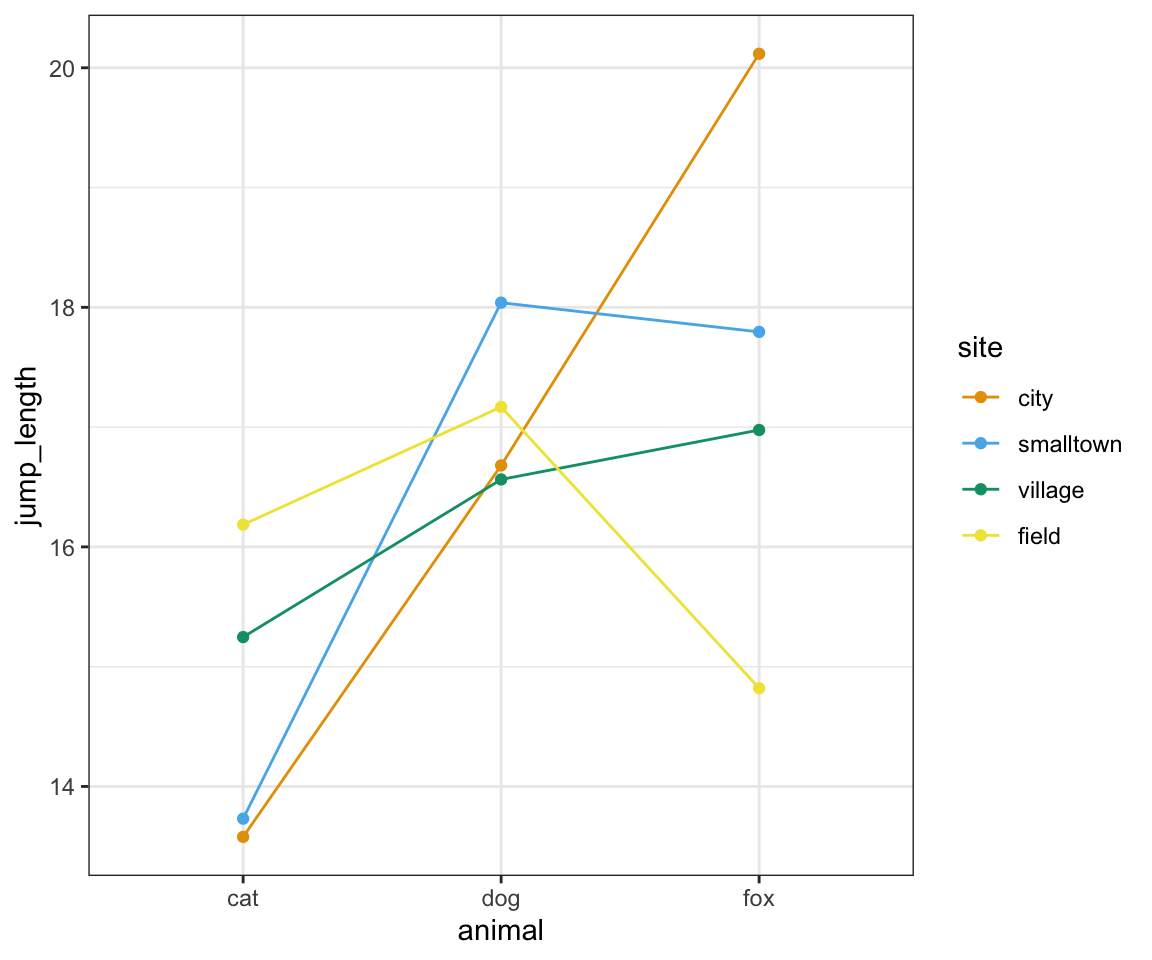 20
18
16
14
jump_length
cat dog fox
animal
site
city
smalltown
village
field